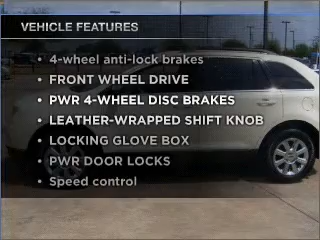 VEHICLE FEATURES
• 4-wheel anti-lock brakes
• FRONT WHEEL DRIVE
• PWR 4-WHEEL DISC BRAKES
• LEATHER-WRAPPED SHIFT KNOB
• LOCKING GLOVE BOX
• PWR DOOR LOCKS
• Speed control